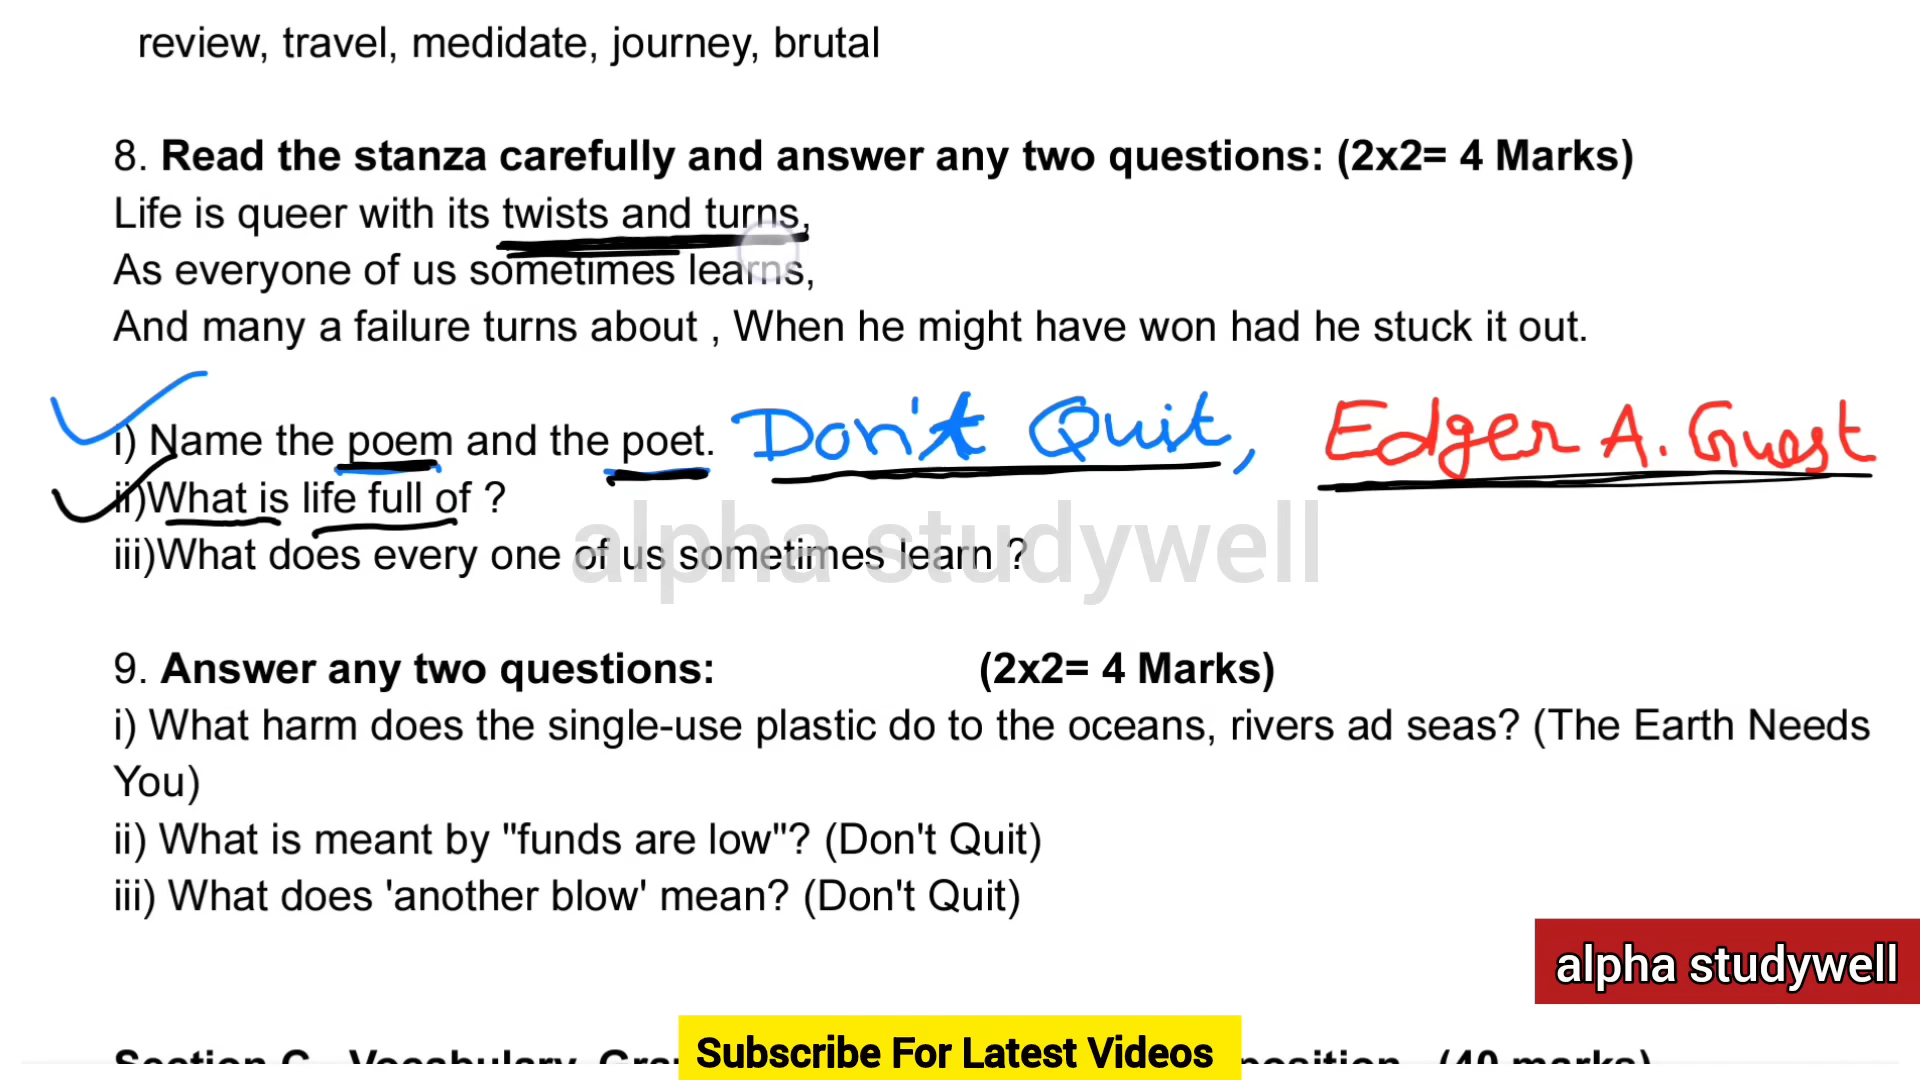 review, travel, medidate, journey, brutal
8. Read the stanza carefully and answer any two questions: (2x2= 4 Marks)
Life is queer with its twists and turns,
As everyone of us sometimes learns,
And many a failure turns about , When he might have won had he stuck it out.
i) Name the poem and the poet. Don't Quit, Edger A. Guest
ii)What is life full of ?
iii)What does every one of us sometimes learn ?
alpha studywell
9. Answer any two questions: (2x2= 4 Marks)
i) What harm does the single-use plastic do to the oceans, rivers ad seas? (The Earth Needs
You)
ii) What is meant by "funds are low"? (Don't Quit)
iii) What does 'another blow' mean? (Don't Quit)
alpha studywell
Subscribe For Latest Videos
Section C Vocabulary, (40 marks)